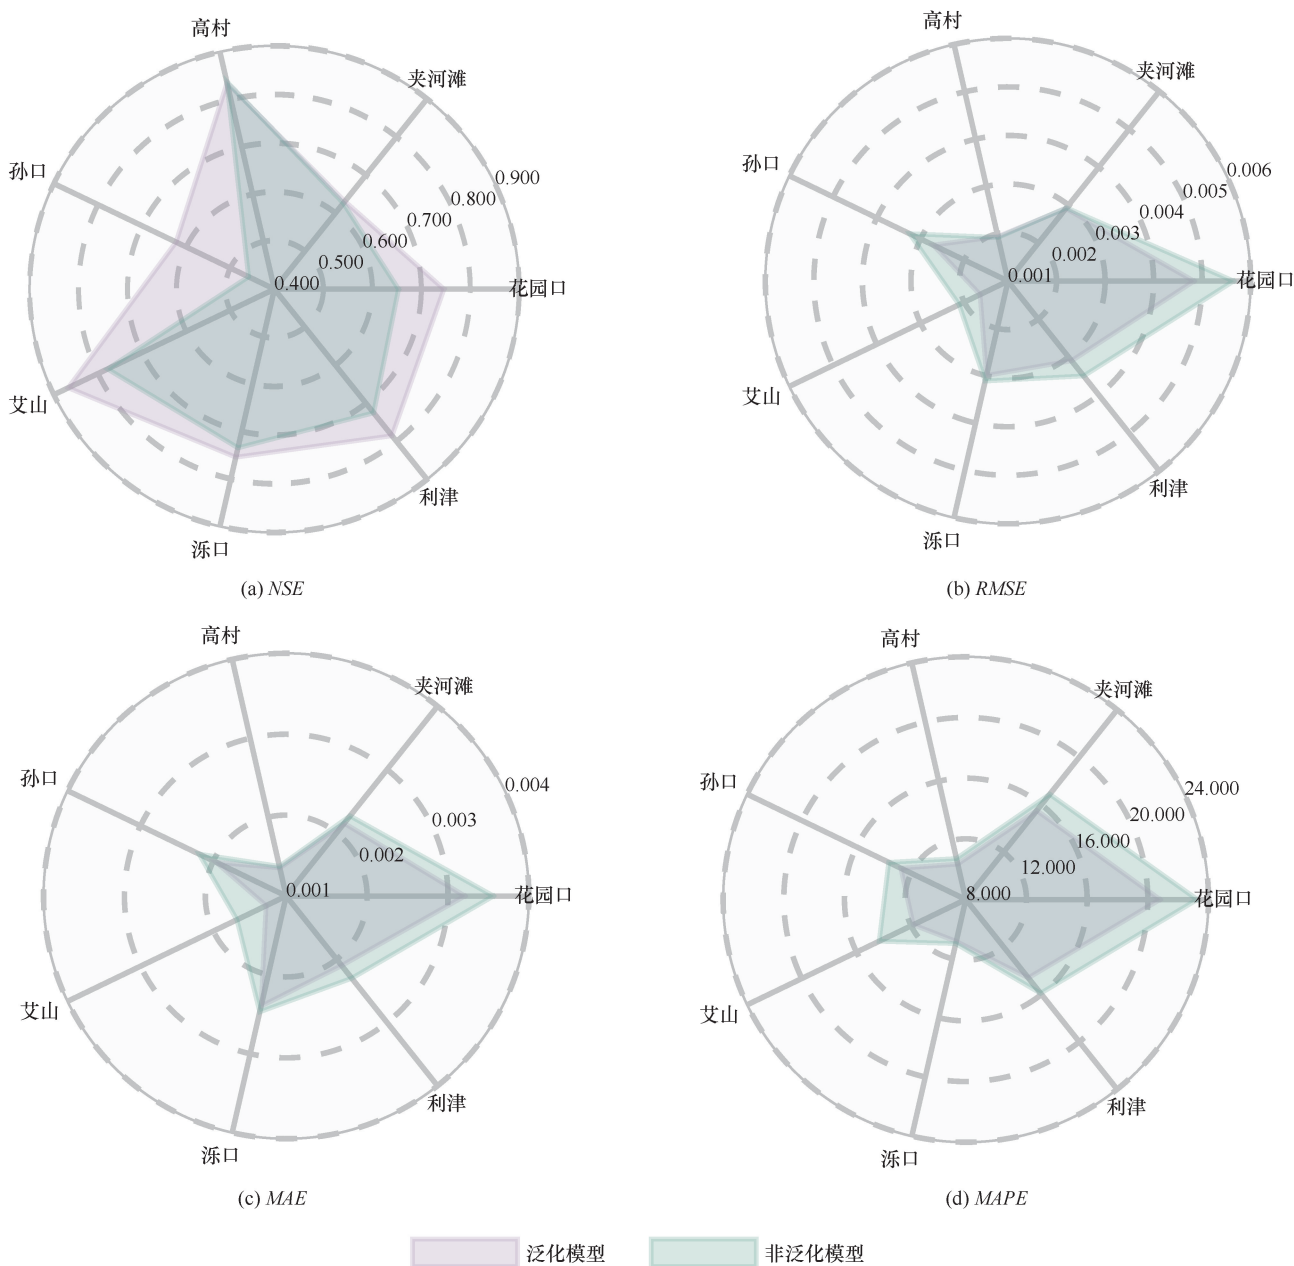 高村
夹河滩
孙口
0.900
0.800
0.700
0.600
0.500
0.400
花园口
艾山
利津
泺口
(a) NSE
高村
夹河滩
孙口
0.006
0.005
0.004
0.003
0.002
0.001
花园口
艾山
利津
泺口
(b) RMSE
高村
夹河滩
孙口
0.004
0.003
0.002
0.001
花园口
艾山
利津
泺口
(c) MAE
高村
夹河滩
孙口
24.000
20.000
16.000
12.000
8.000
花园口
艾山
利津
泺口
(d) MAPE
泛化模型
非泛化模型